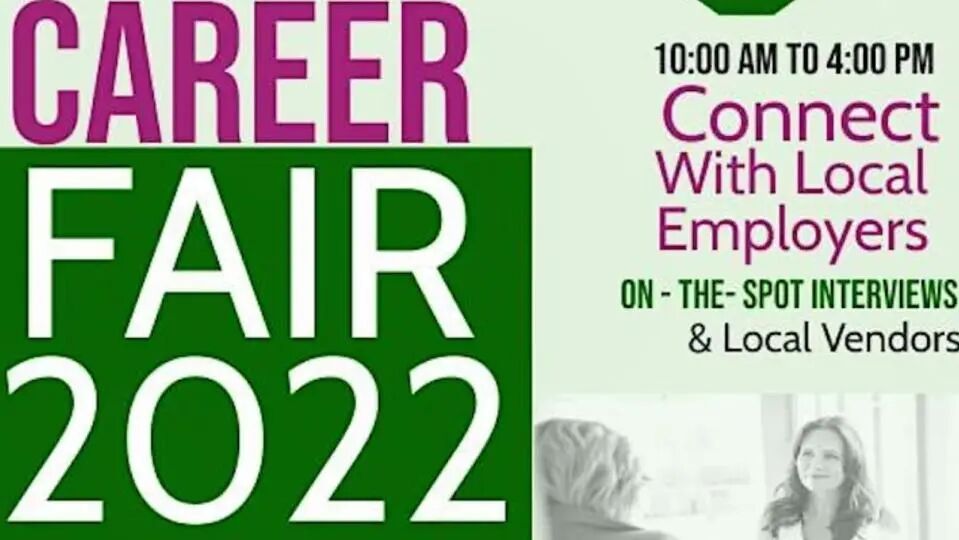 CAREER
FAIR
2022
10:00 AM TO 4:00 PM
Connect
With Local
Employers
ON - THE- SPOT INTERVIEWS
& Local Vendors